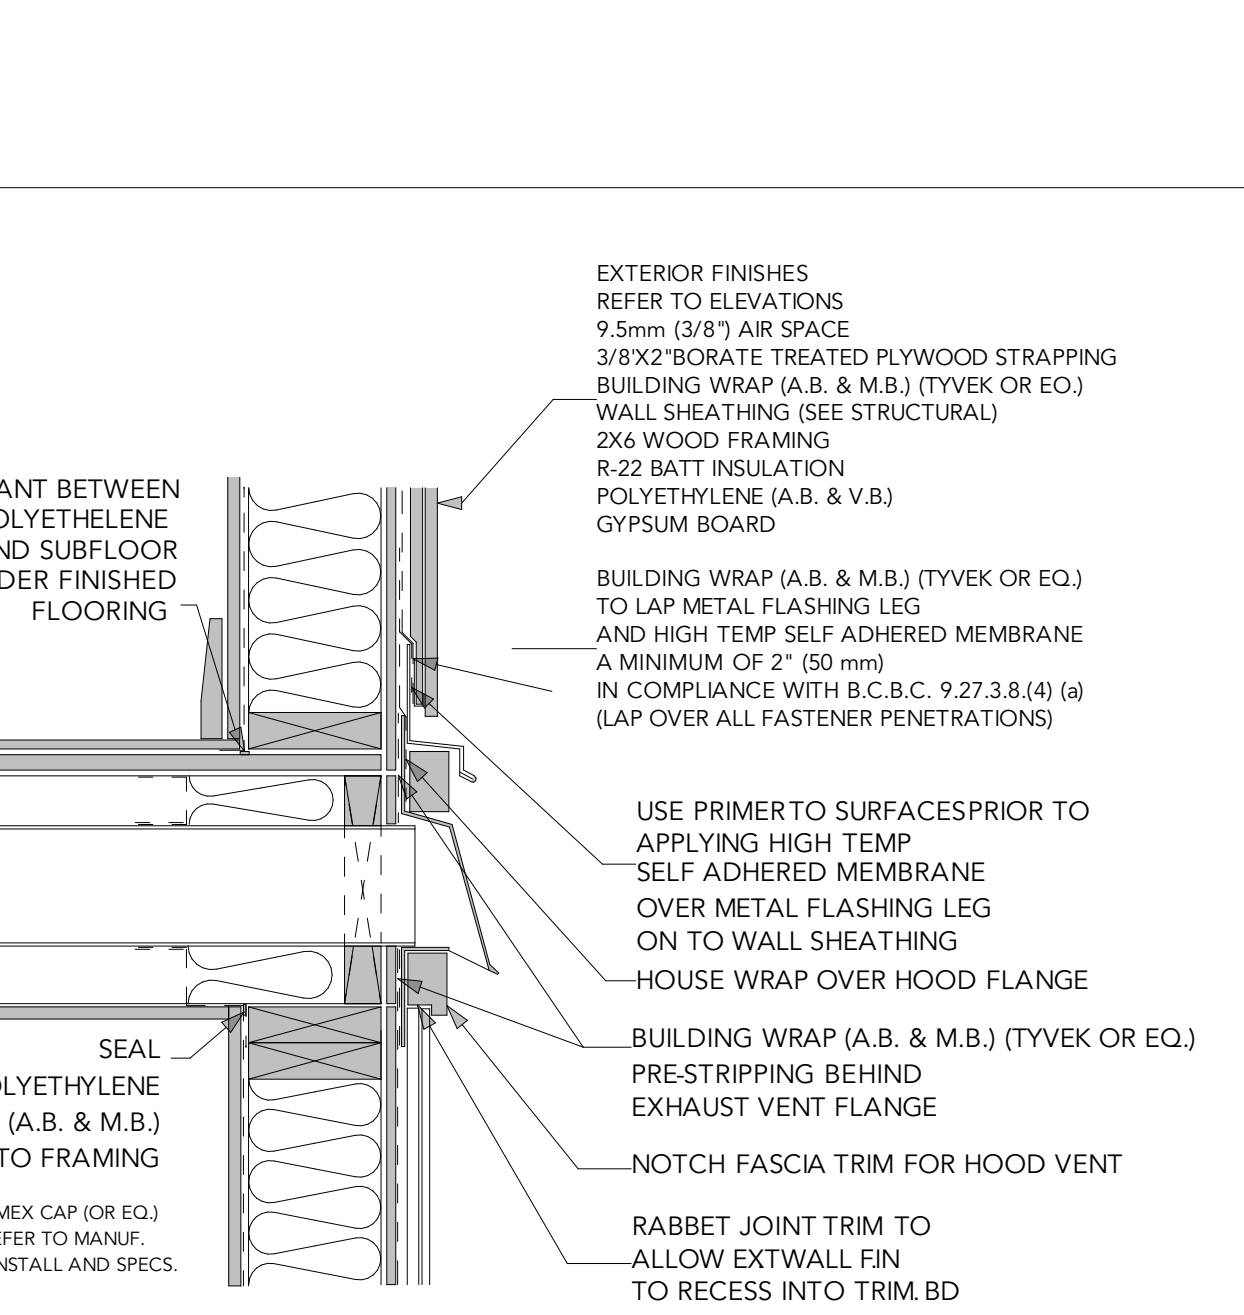 EXTERIOR FINISHES
REFER TO ELEVATIONS
9.5mm (3/8") AIR SPACE
3/8'X2"BORATE TREATED PLYWOOD STRAPPING
BUILDING WRAP (A.B. & M.B.) (TYVEK OR EO.)
WALL SHEATHING (SEE STRUCTURAL)
2X6 WOOD FRAMING
R-22 BATT INSULATION
POLYETHYLENE (A.B. & V.B.)
GYPSUM BOARD
ANT BETWEEN
OLYETHELENE
ND SUBFLOOR
DER FINISHED
FLOORING
BUILDING WRAP (A.B. & M.B.) (TYVEK OR EQ.)
TO LAP METAL FLASHING LEG
AND HIGH TEMP SELF ADHERED MEMBRANE
A MINIMUM OF 2" (50 mm)
IN COMPLIANCE WITH B.C.B.C. 9.27.3.8.(4) (a)
(LAP OVER ALL FASTENER PENETRATIONS)
USE PRIMER TO SURFACES PRIOR TO
APPLYING HIGH TEMP
SELF ADHERED MEMBRANE
OVER METAL FLASHING LEG
ON TO WALL SHEATHING
HOUSE WRAP OVER HOOD FLANGE
BUILDING WRAP (A.B. & M.B.) (TYVEK OR EQ.)
PRE-STRIPPING BEHIND
EXHAUST VENT FLANGE
NOTCH FASCIA TRIM FOR HOOD VENT
RABBET JOINT TRIM TO
ALLOW EXTWALL F.IN
TO RECESS INTO TRIM. BD
SEAL
OLYETHYLENE
(A.B. & M.B.)
TO FRAMING
MEX CAP (OR EQ.)
EFER TO MANUF.
NSTALL AND SPECS.